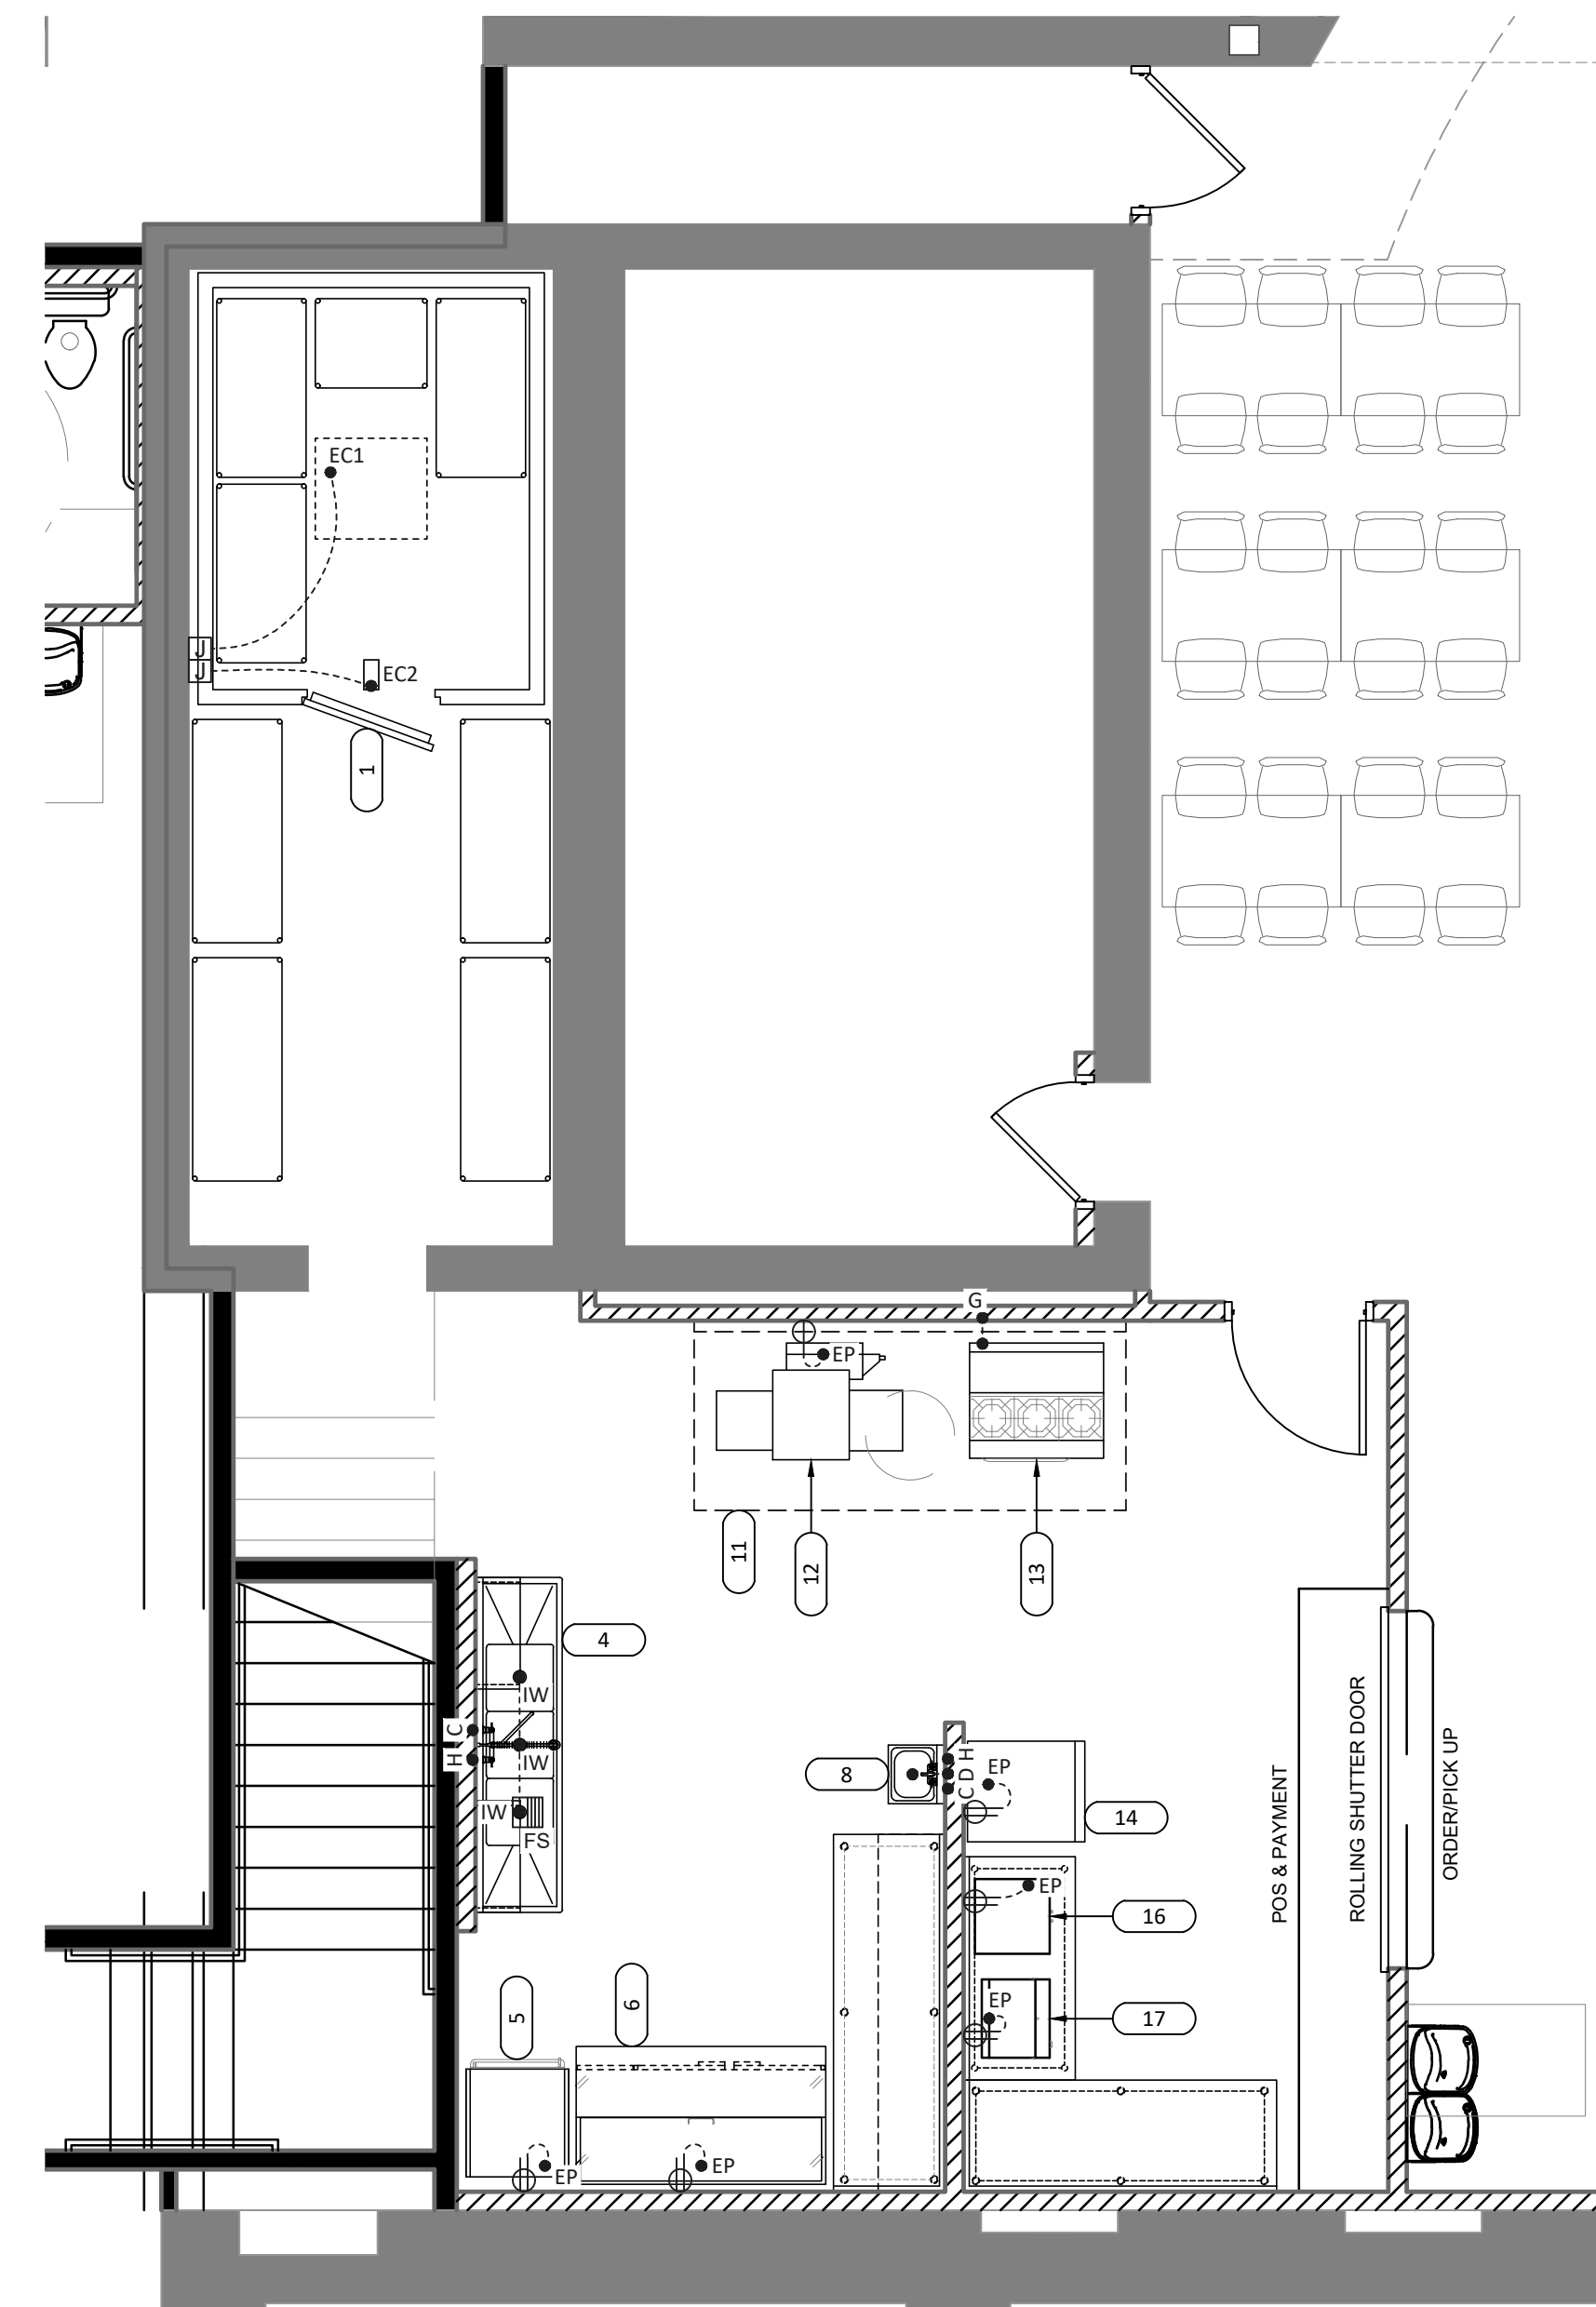 EC1
J
J
EC2
1
G
EP
11
12
13
4
IW
C
H
IW
IW
FS
8
H
D
C
EP
14
EP
16
EP
17
5
6
EP
EP
POS & PAYMENT
ROLLING SHUTTER DOOR
ORDER/PICK UP